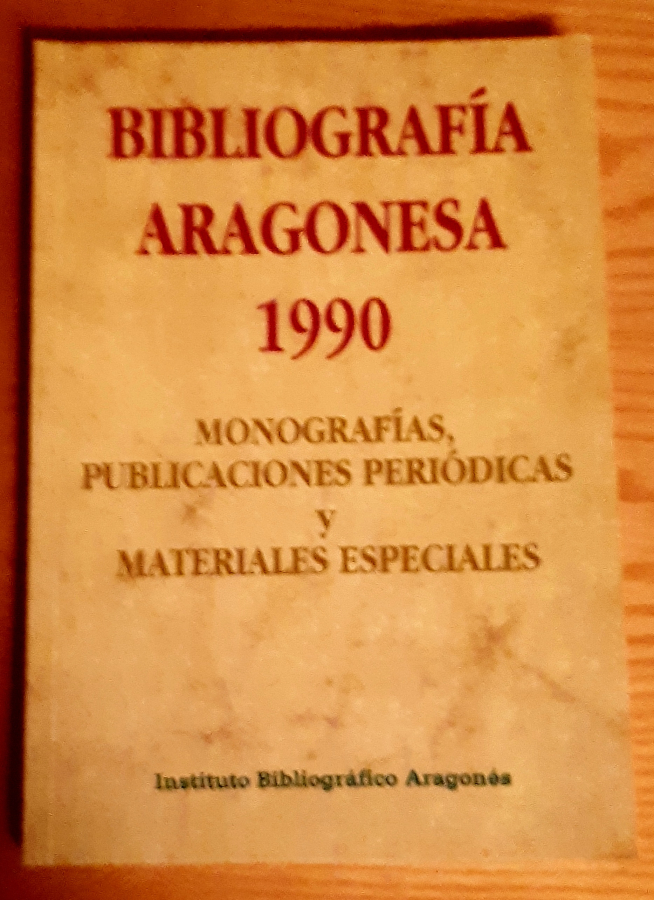 BIBLIOGRAFÍA
ARAGONESA
1990
MONOGRAFÍAS,
PUBLICACIONES PERIÓDICAS
y
MATERIALES ESPECIALES
Instituto Bibliográfico Aragonés